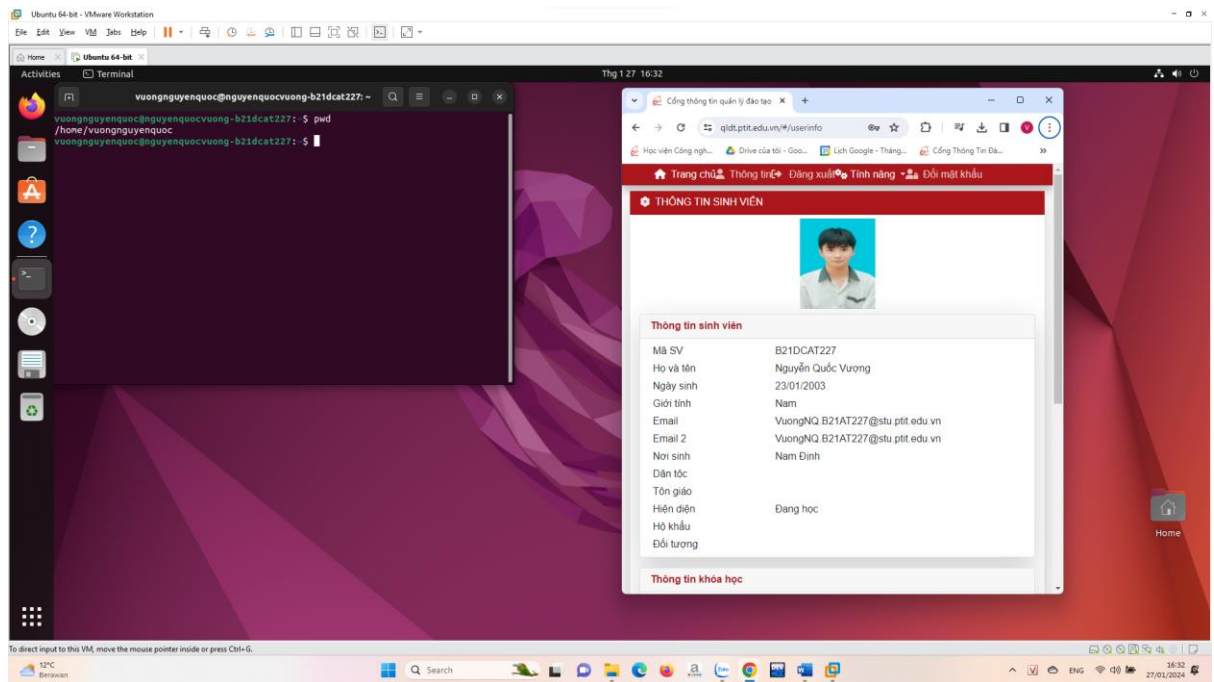 Ubuntu 64-bit - VMware Workstation
File Edit View VM Tabs Help
Home
Ubuntu 64-bit
Activities
Terminal
Thg 1 27 16:32
vuongnguyenquoc@nguyenquocvuong-b21dcat227: ~
vuongnguyenquoc@nguyenquocvuong-b21dcat227:~$ pwd
/home/vuongnguyenquoc
vuongnguyenquoc@nguyenquocvuong-b21dcat227:~$
Cổng thông tin quản lý đào tạo
qldt.ptit.edu.vn/#/userinfo
Học viện Công ngh...
Drive của tôi - Goo...
Lịch Google - Tháng...
Cổng Thông Tin Đà...
Trang chủ Thông tin Đăng xuất Tính năng Đổi mật khẩu
THÔNG TIN SINH VIÊN
Thông tin sinh viên
Mã SV B21DCAT227
Họ và tên Nguyễn Quốc Vượng
Ngày sinh 23/01/2003
Giới tính Nam
Email VuongNQ.B21AT227@stu.ptit.edu.vn
Email 2 VuongNQ.B21AT227@stu.ptit.edu.vn
Nơi sinh Nam Định
Dân tộc
Tôn giáo
Hiện diện Đang học
Hộ khẩu
Đối tượng
Thông tin khóa học
Home
To direct input to this VM, move the mouse pointer inside or press Ctrl+G.
12°C
Berawan
Search
ENG
16:32
27/01/2024